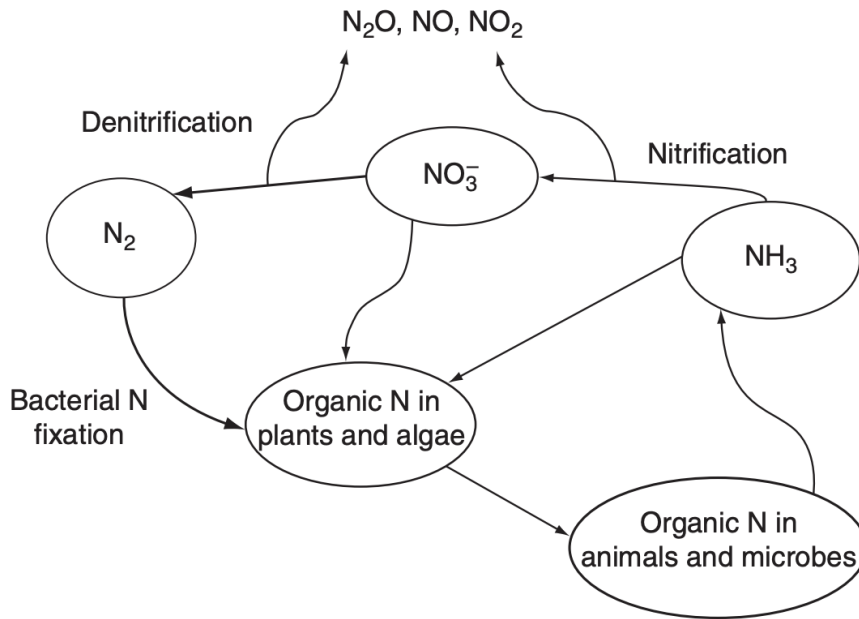 N₂O, NO, NO₂
Denitrification
NO₃⁻
Nitrification
N₂
NH₃
Bacterial N
fixation
Organic N in
plants and algae
Organic N in
animals and microbes